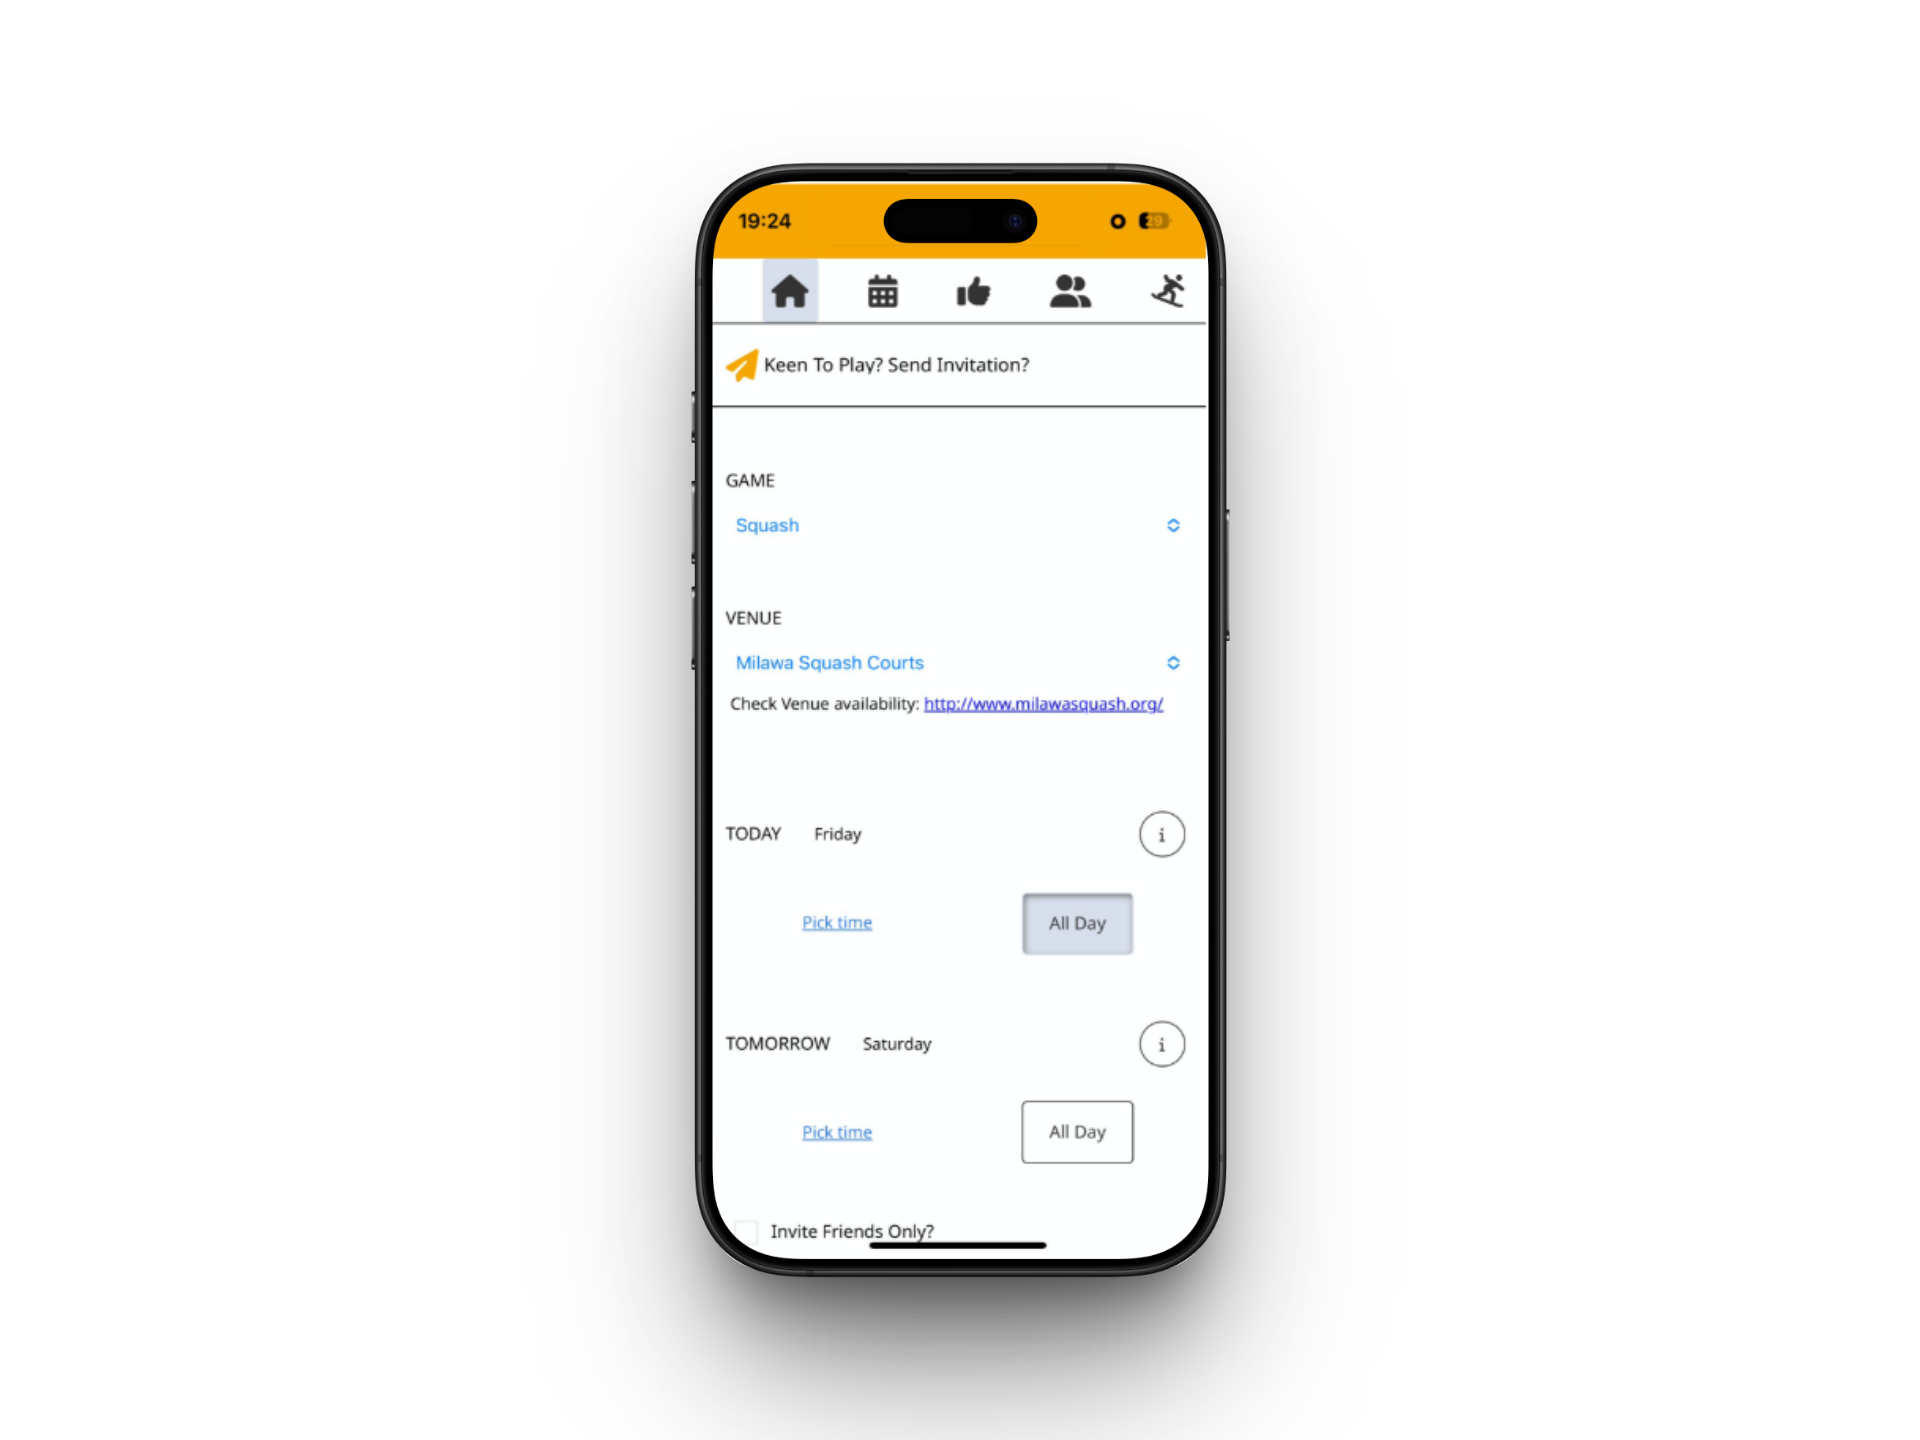 19:24
29
Keen To Play? Send Invitation?
GAME
Squash
VENUE
Milawa Squash Courts
Check Venue availability: http://www.milawasquash.org/
TODAY Friday i
Pick time All Day
TOMORROW Saturday i
Pick time All Day
Invite Friends Only?